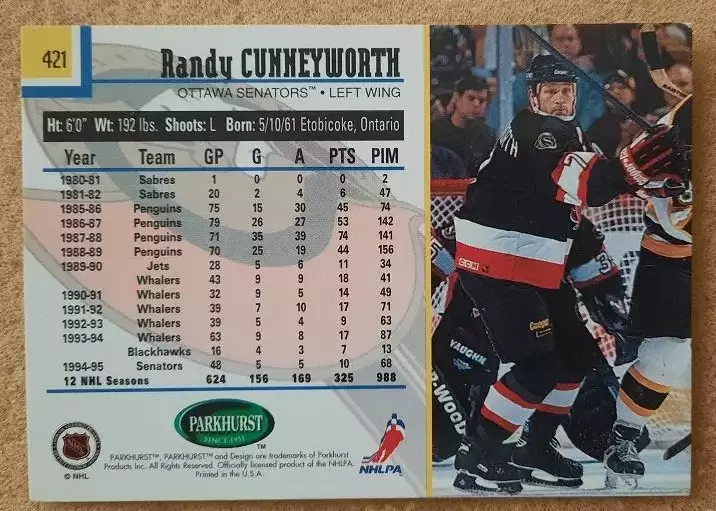 421
Randy CUNNEYWORTH
OTTAWA SENATORS™ • LEFT WING
Ht: 6'0" Wt: 192 lbs. Shoots: L Born: 5/10/61 Etobicoke, Ontario
Year Team GP G A PTS PIM
1980-81 Sabres 1 0 0 0 2
1981-82 Sabres 20 2 4 6 47
1985-86 Penguins 75 15 30 45 74
1986-87 Penguins 79 26 27 53 142
1987-88 Penguins 71 35 39 74 141
1988-89 Penguins 70 25 19 44 156
1989-90 Jets 28 5 6 11 34
Whalers 43 9 9 18 41
1990-91 Whalers 32 9 5 14 49
1991-92 Whalers 39 7 10 17 71
1992-93 Whalers 39 5 4 9 63
1993-94 Whalers 63 9 8 17 87
Blackhawks 16 4 3 7 13
1994-95 Senators 48 5 5 10 68
12 NHL Seasons 624 156 169 325 988
PARKHURST
SINCE 1951
™
NHL
© NHL
PARKHURST™, PARKHURST™ and Design are trademarks of Parkhurst
Products Inc. All Rights Reserved. Officially licensed product of the NHLPA.
Printed in the U.S.A.
NHLPA
Cooper
CCM
VAUGHN
R-WOOD